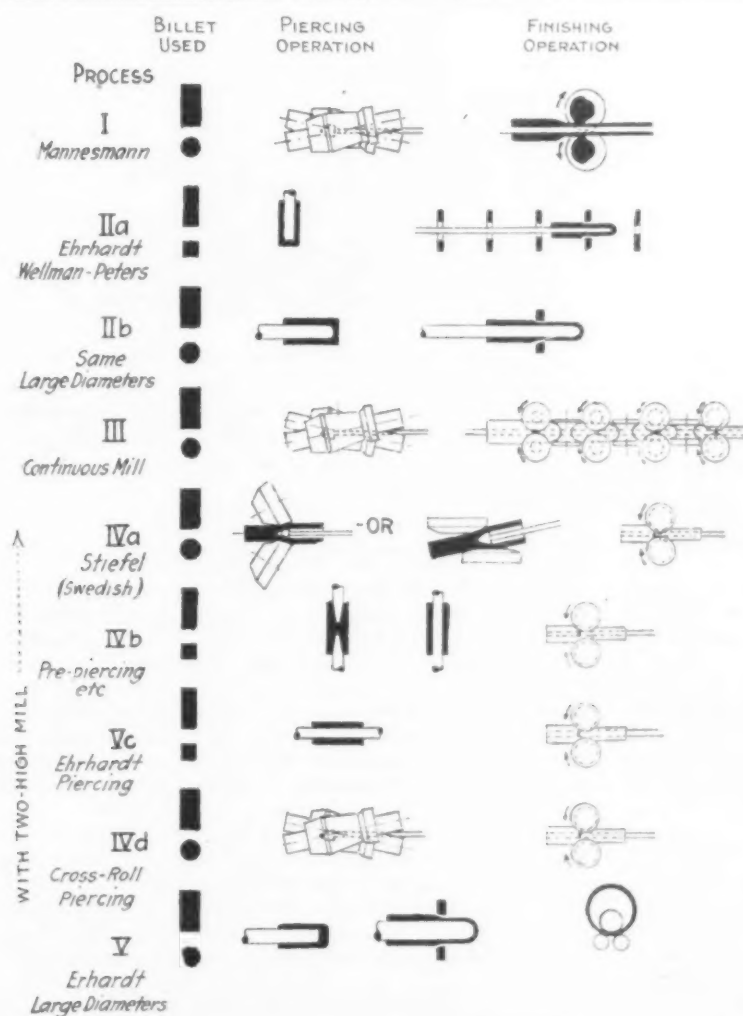 BILLET USED
PIERCING OPERATION
FINISHING OPERATION
PROCESS
I
Mannesmann
IIa
Ehrhardt
Wellman-Peters
IIb
Same
Large Diameters
III
Continuous Mill
IVa
Stiefel
(Swedish)
-OR
IVb
Pre-piercing
etc
Vc
Ehrhardt
Piercing
IVd
Cross-Roll
Piercing
V
Erhardt
Large Diameters
WITH TWO-HIGH MILL